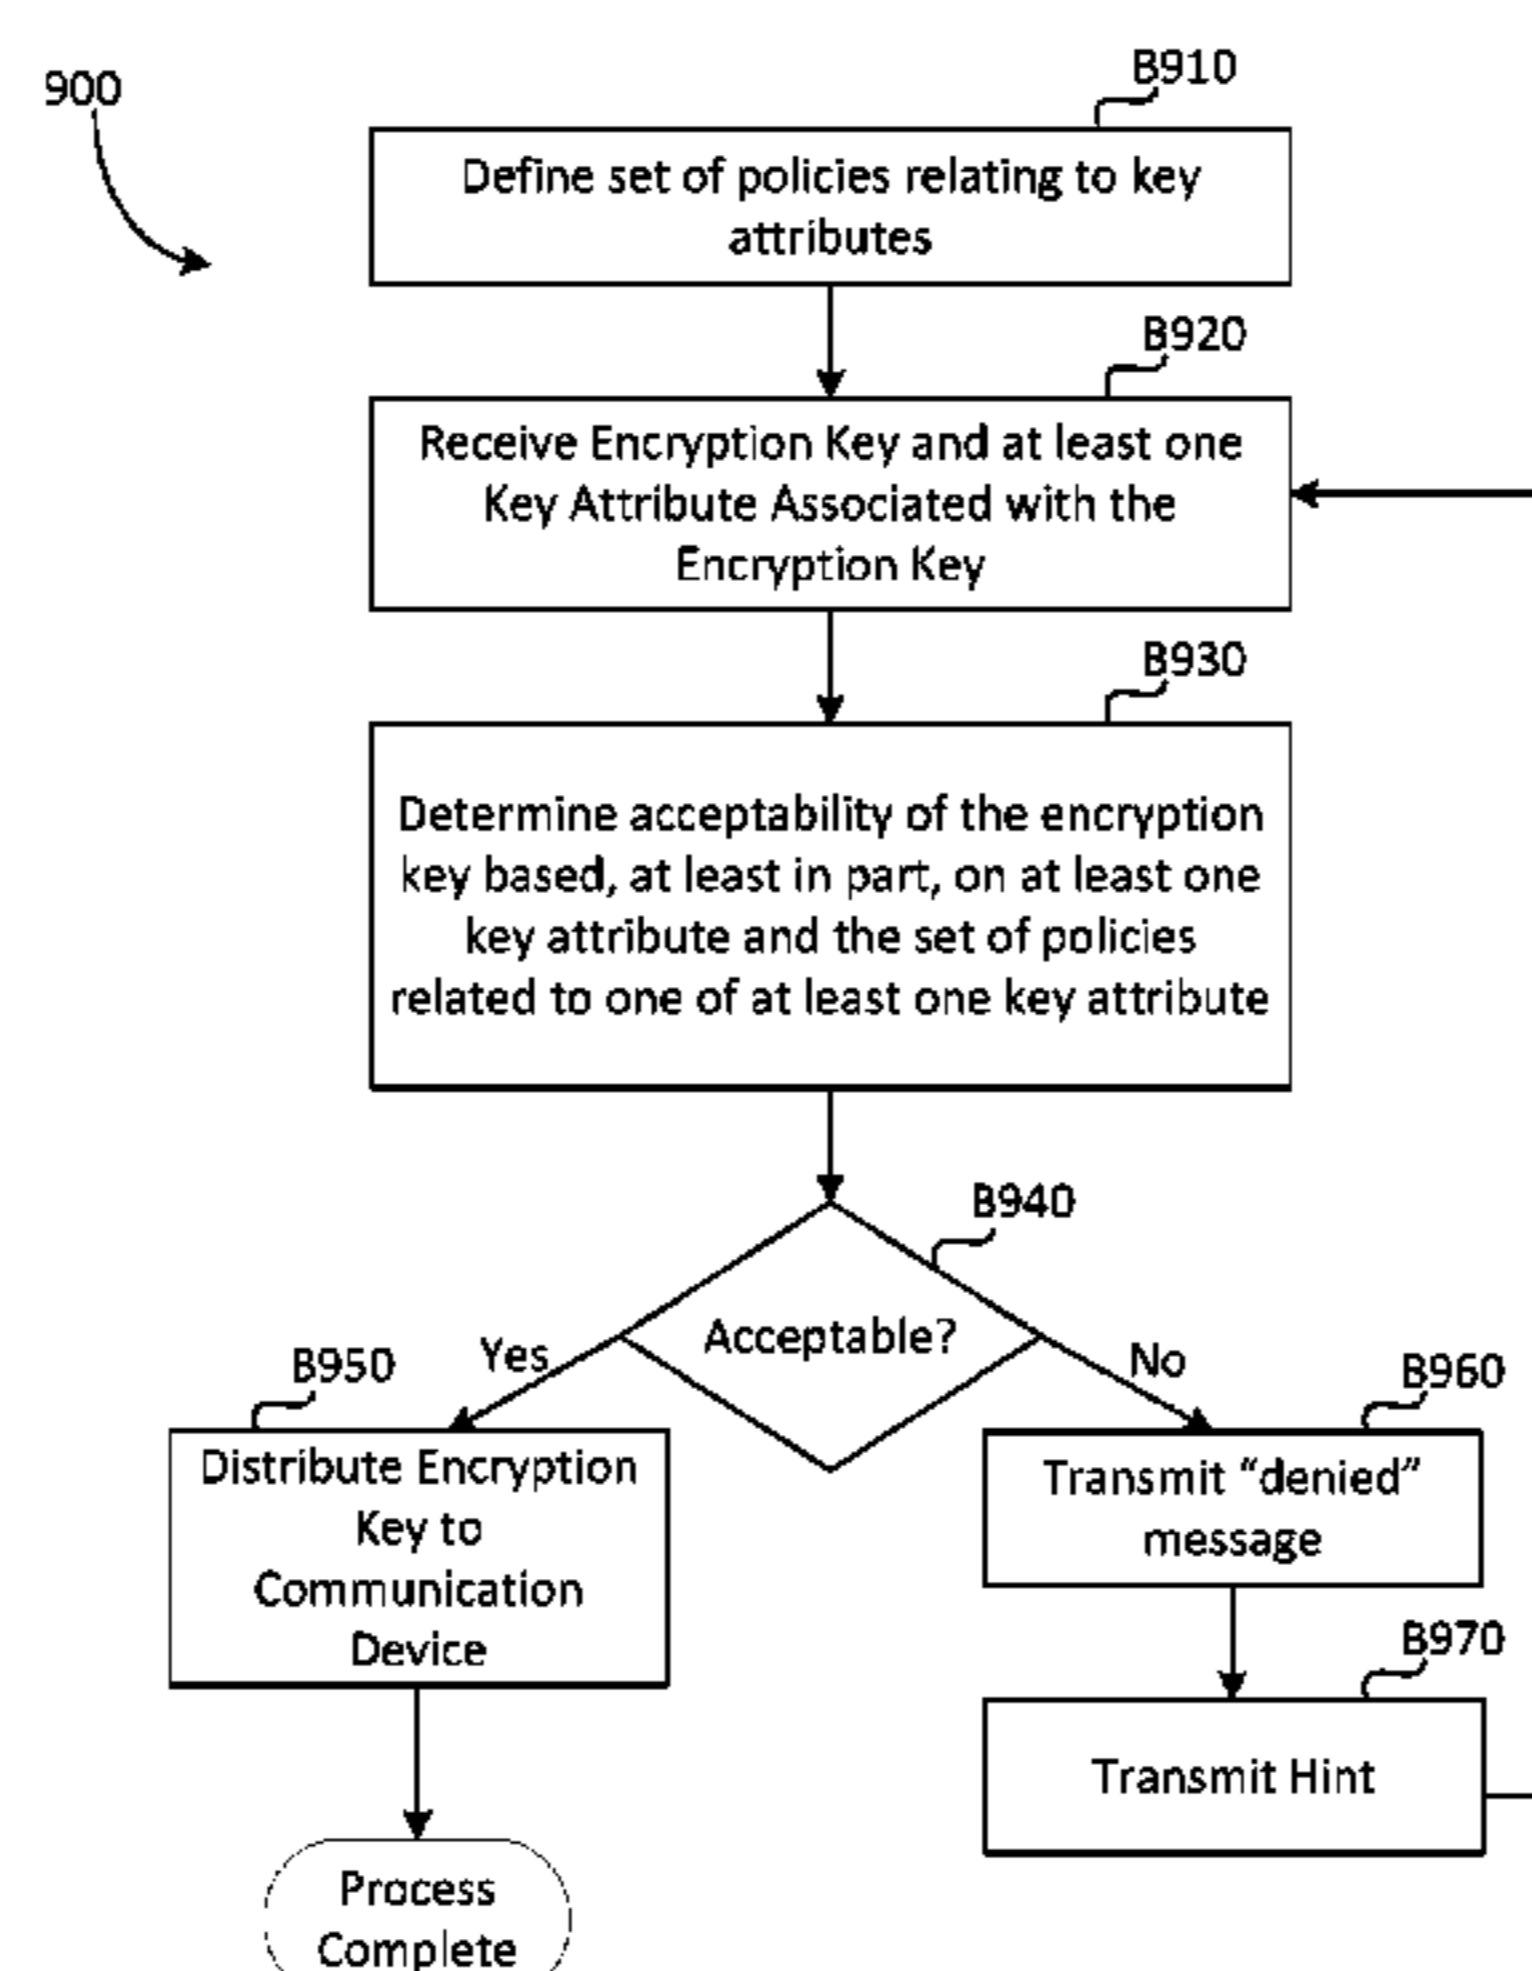 900
B910
Define set of policies relating to key
attributes
B920
Receive Encryption Key and at least one
Key Attribute Associated with the
Encryption Key
B930
Determine acceptability of the encryption
key based, at least in part, on at least one
key attribute and the set of policies
related to one of at least one key attribute
B940
Acceptable?
Yes
No
B950
Distribute Encryption
Key to
Communication
Device
B960
Transmit “denied”
message
B970
Transmit Hint
Process
Complete